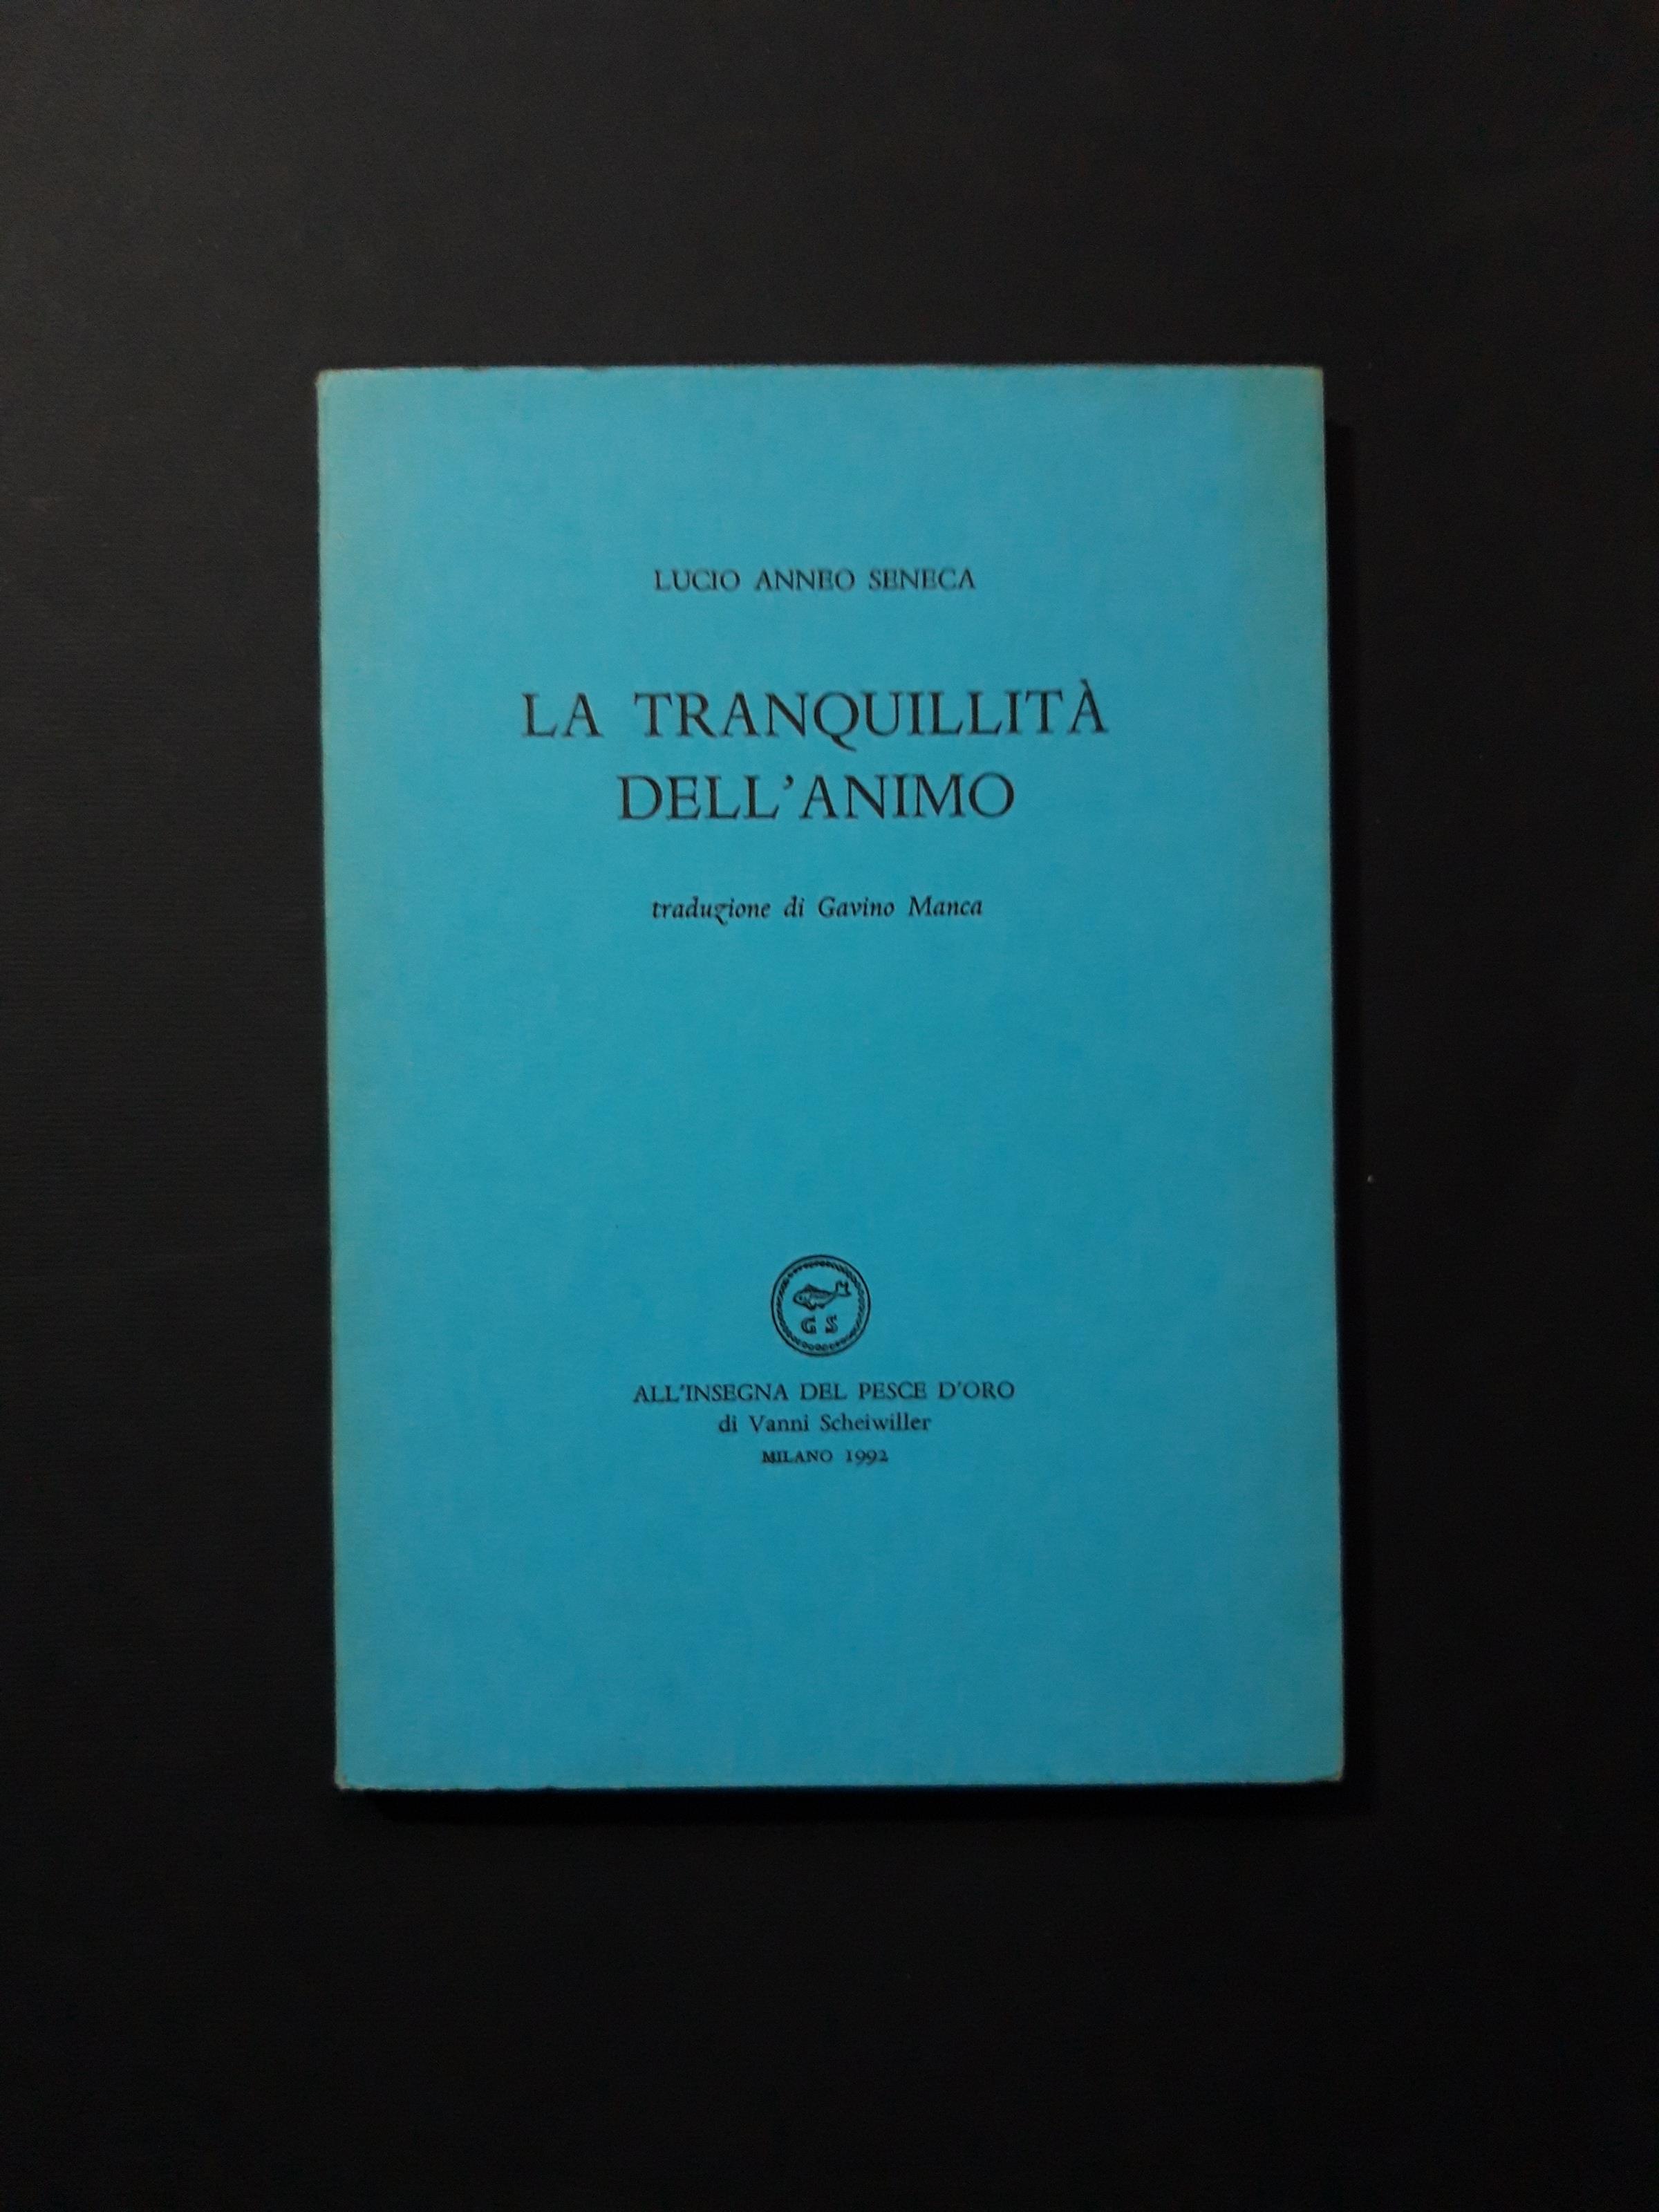 LUCIO ANNEO SENECA
LA TRANQUILLITÀ
DELL'ANIMO
traduzione di Gavino Manca
G S
ALL'INSEGNA DEL PESCE D'ORO
di Vanni Scheiwiller
MILANO 1992